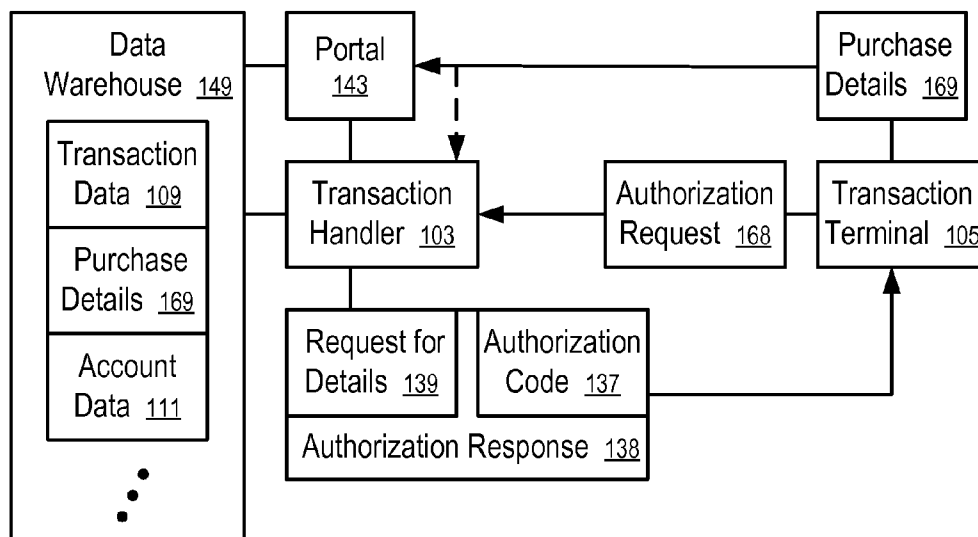 Data
Warehouse 149
Transaction
Data 109
Purchase
Details 169
Account
Data 111
Portal
143
Transaction
Handler 103
Request for
Details 139
Authorization
Code 137
Authorization Response 138
Authorization
Request 168
Purchase
Details 169
Transaction
Terminal 105